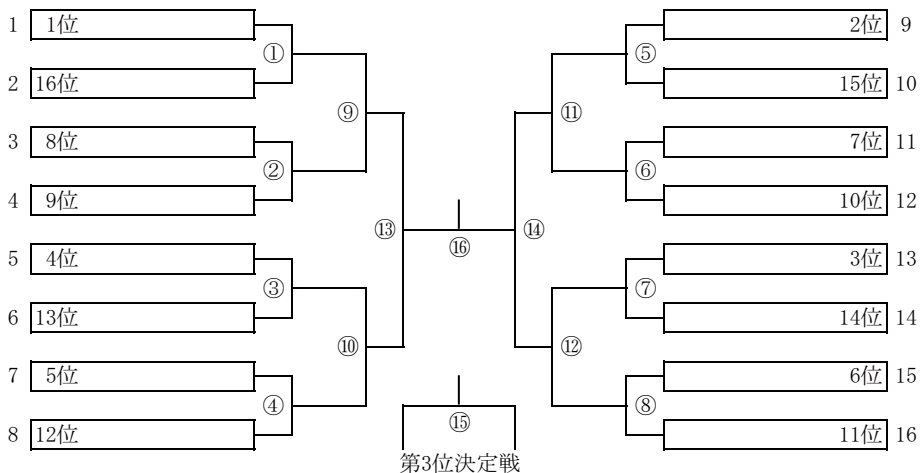 1 1位 2位 9
① ⑤
2 16位 15位 10
⑨ ⑪
3 8位 7位 11
② ⑥
4 9位 10位 12
⑬ ⑯ ⑭
5 4位 3位 13
③ ⑦
6 13位 14位 14
⑩ ⑫
7 5位 6位 15
④ ⑮ ⑧
8 12位 11位 16
第3位決定戦